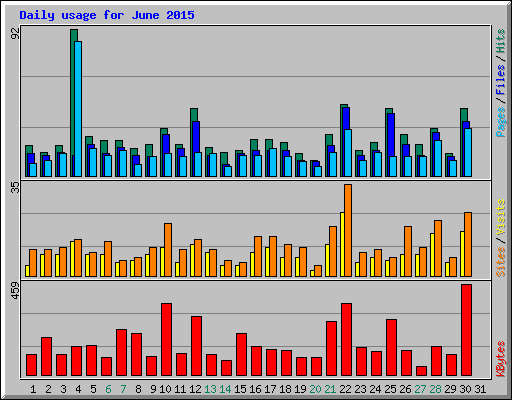 Daily usage for June 2015
92
Pages / Files / Hits
35
Sites / Visits
459
KBytes
1 2 3 4 5 6 7 8 9 10 11 12 13 14 15 16 17 18 19 20 21 22 23 24 25 26 27 28 29 30 31